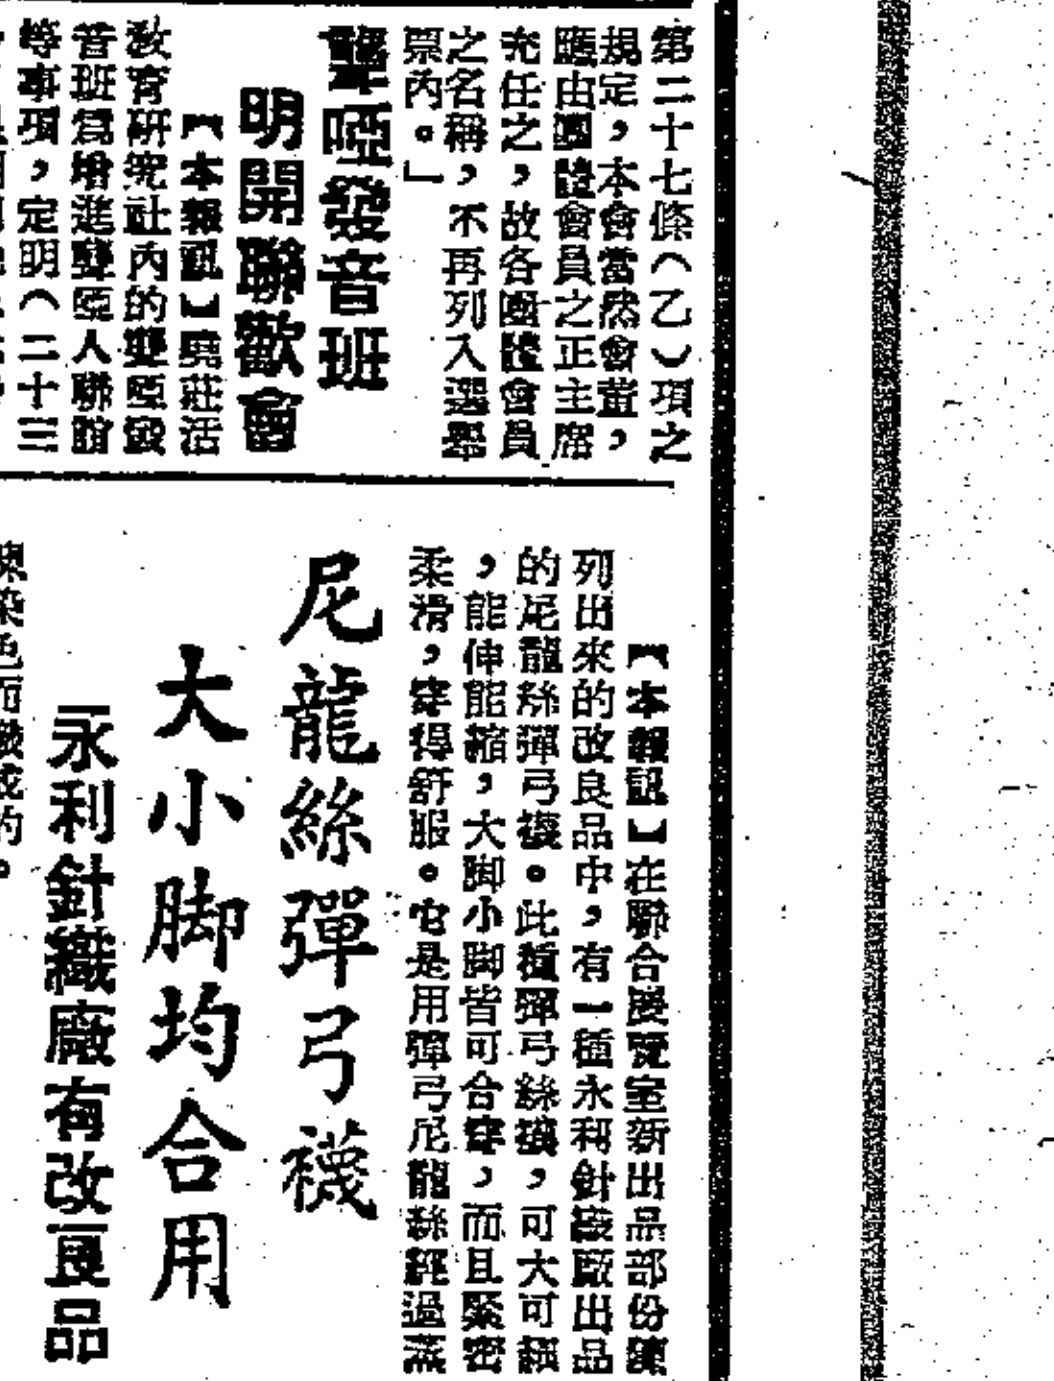 第二十七條（乙）項之
規定，本會當然會董，
應由團體會員之正主席
充任之，故各團體會員
之名稱，不再列入選舉
票內。」
聾啞發音班
明開聯歡會
【本報訊】曉莊活
教育研究社內的聾啞發
音班爲增進聾啞人聯誼
等事項，定明（二十三
【本報訊】在聯合展覽室新出品部份陳
列出來的改良品中，有一種永利針織廠出品
的尼龍絲彈弓襪。此種彈弓絲襪，可大可縮
，能伸能縮，大脚小脚皆可合穿，而且緊密
柔滑，穿得舒服。它是用彈弓尼龍絲經過蒸
尼龍絲彈弓襪
大小脚均合用
永利針織廠有改良品
染色而織成的。